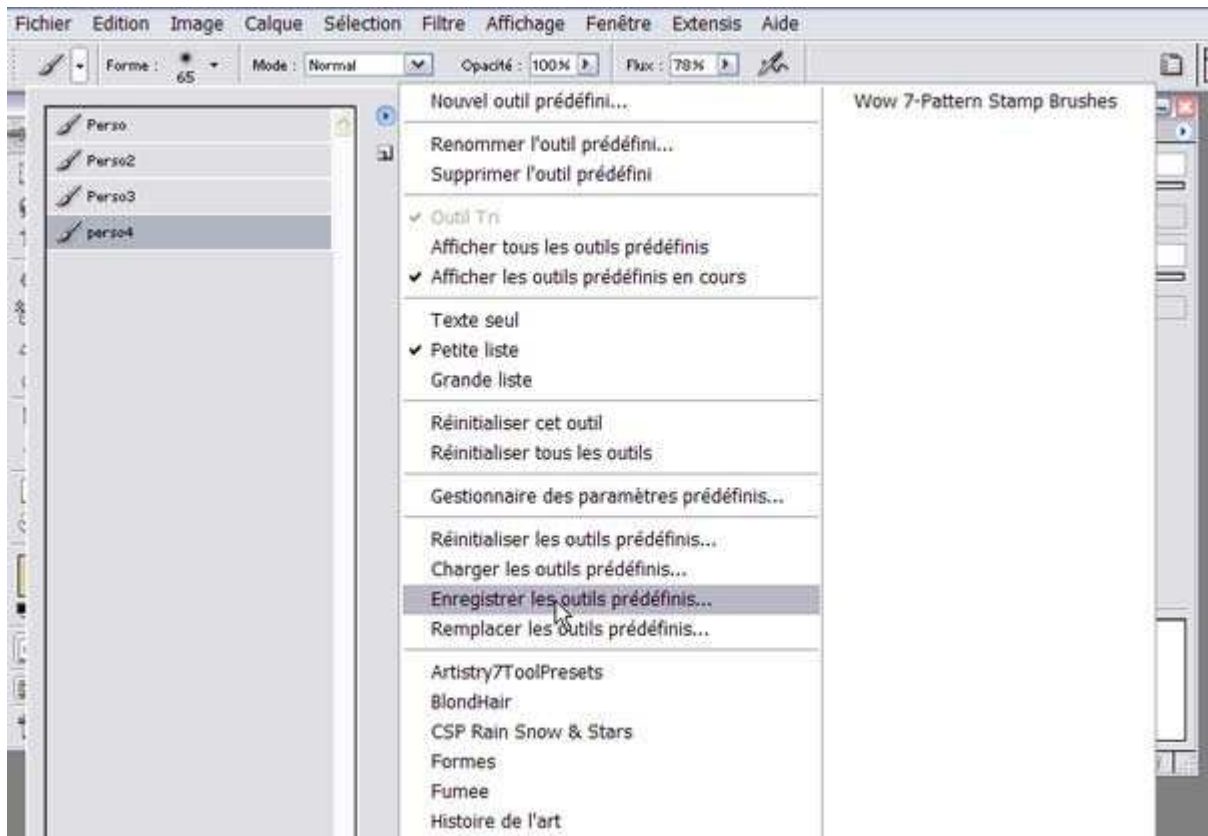 Fichier Edition Image Calque Sélection Filtre Affichage Fenêtre Extensis Aide
Forme : 65 Mode : Normal Opacité : 100% Flux : 78%
Perso
Perso2
Perso3
perso4
Nouvel outil prédéfini...
Renommer l'outil prédéfini...
Supprimer l'outil prédéfini
Outil Tri
Afficher tous les outils prédéfinis
Afficher les outils prédéfinis en cours
Texte seul
Petite liste
Grande liste
Réinitialiser cet outil
Réinitialiser tous les outils
Gestionnaire des paramètres prédéfinis...
Réinitialiser les outils prédéfinis...
Charger les outils prédéfinis...
Enregistrer les outils prédéfinis...
Remplacer les outils prédéfinis...
Artistry7ToolPresets
BlondHair
CSP Rain Snow & Stars
Formes
Fumee
Histoire de l'art
Wow 7-Pattern Stamp Brushes